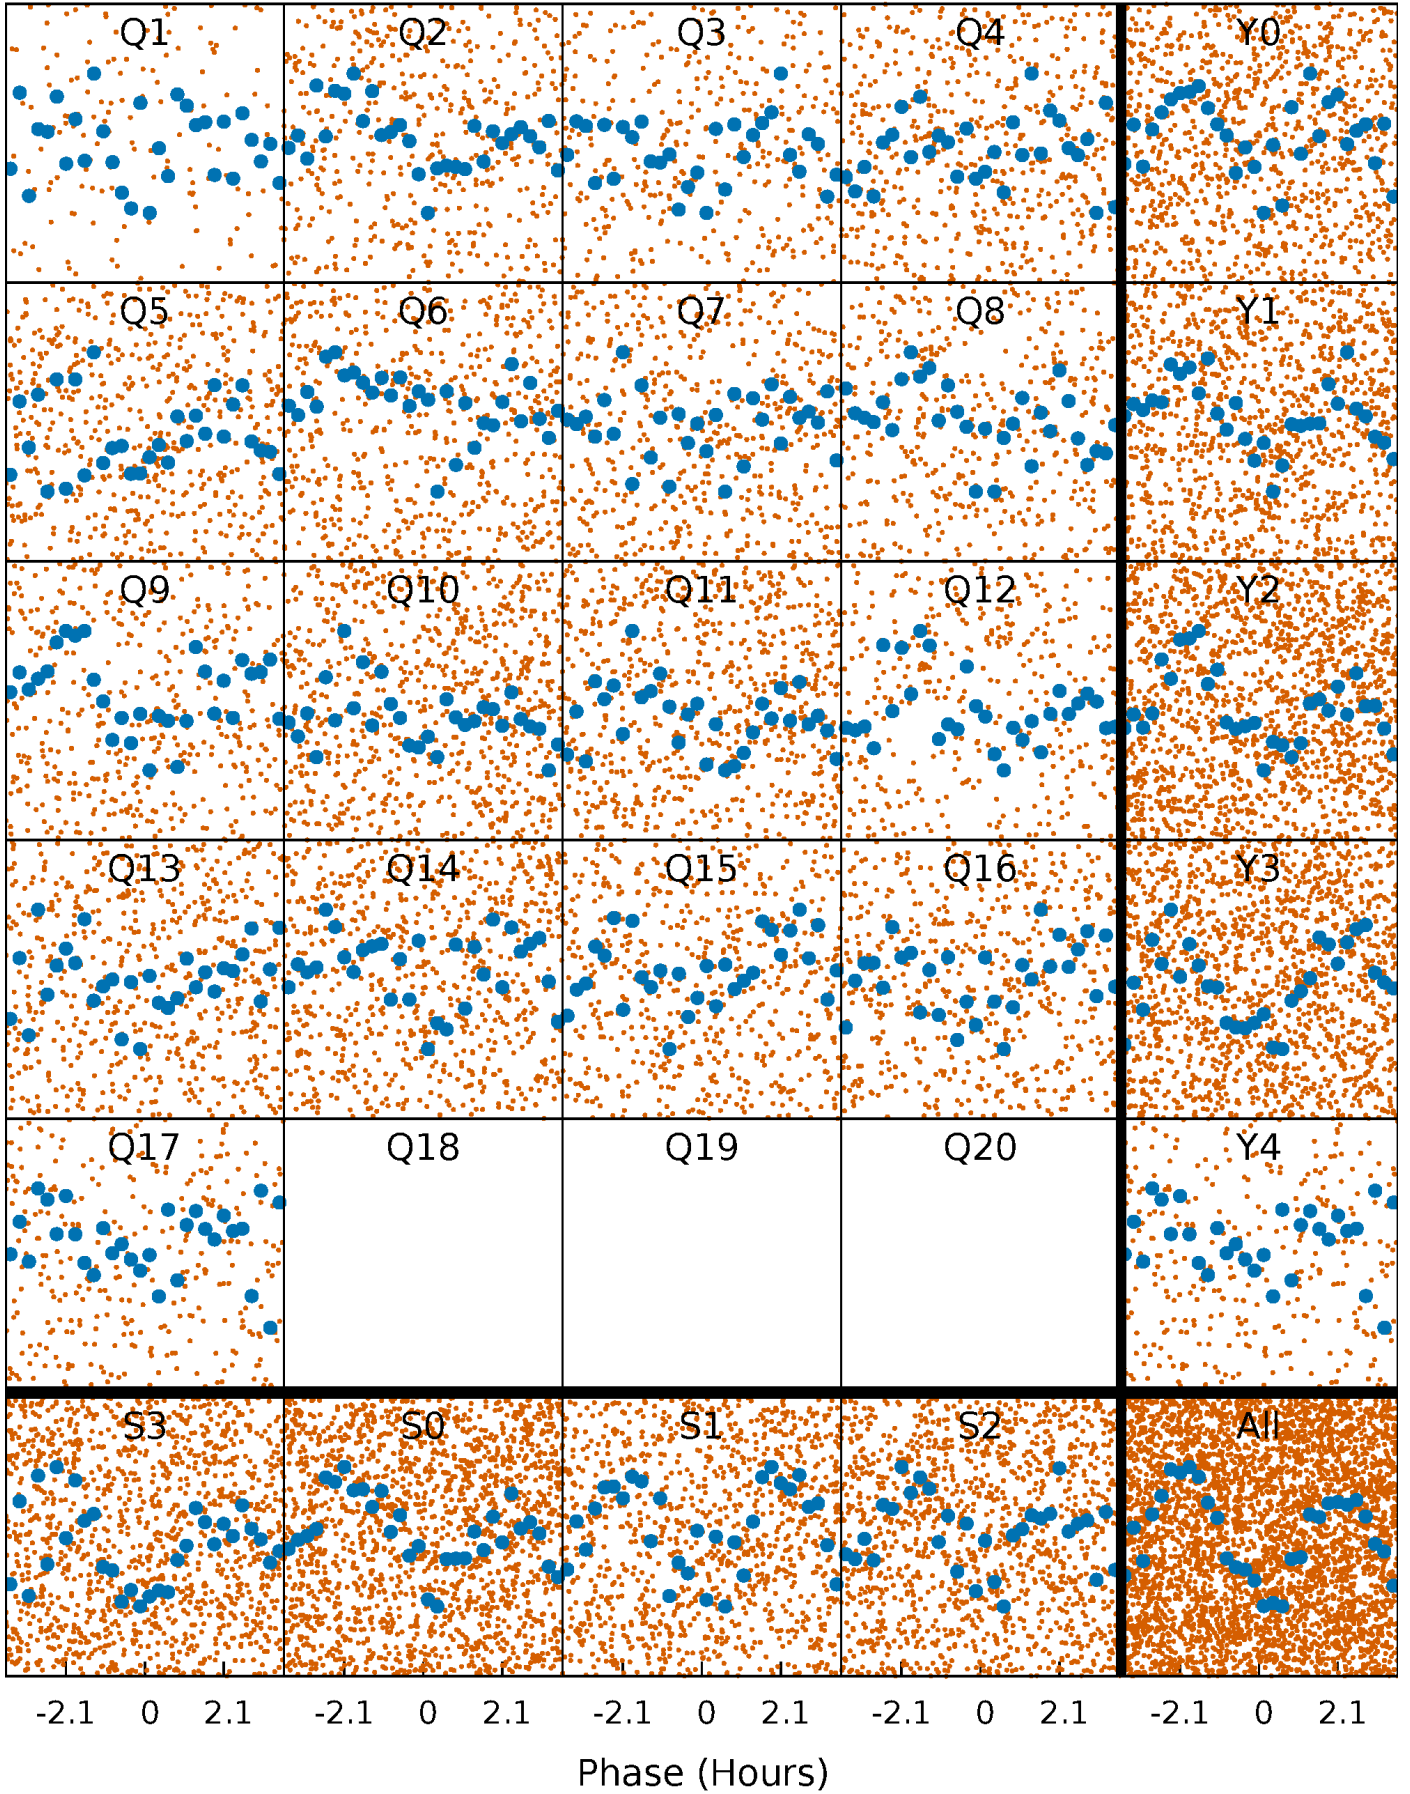 Q1 Q2 Q3 Q4 Y0
Q5 Q6 Q7 Q8 Y1
Q9 Q10 Q11 Q12 Y2
Q13 Q14 Q15 Q16 Y3
Q17 Q18 Q19 Q20 Y4
S3 S0 S1 S2 All
-2.1 0 2.1 -2.1 0 2.1 -2.1 0 2.1 -2.1 0 2.1 -2.1 0 2.1
Phase (Hours)